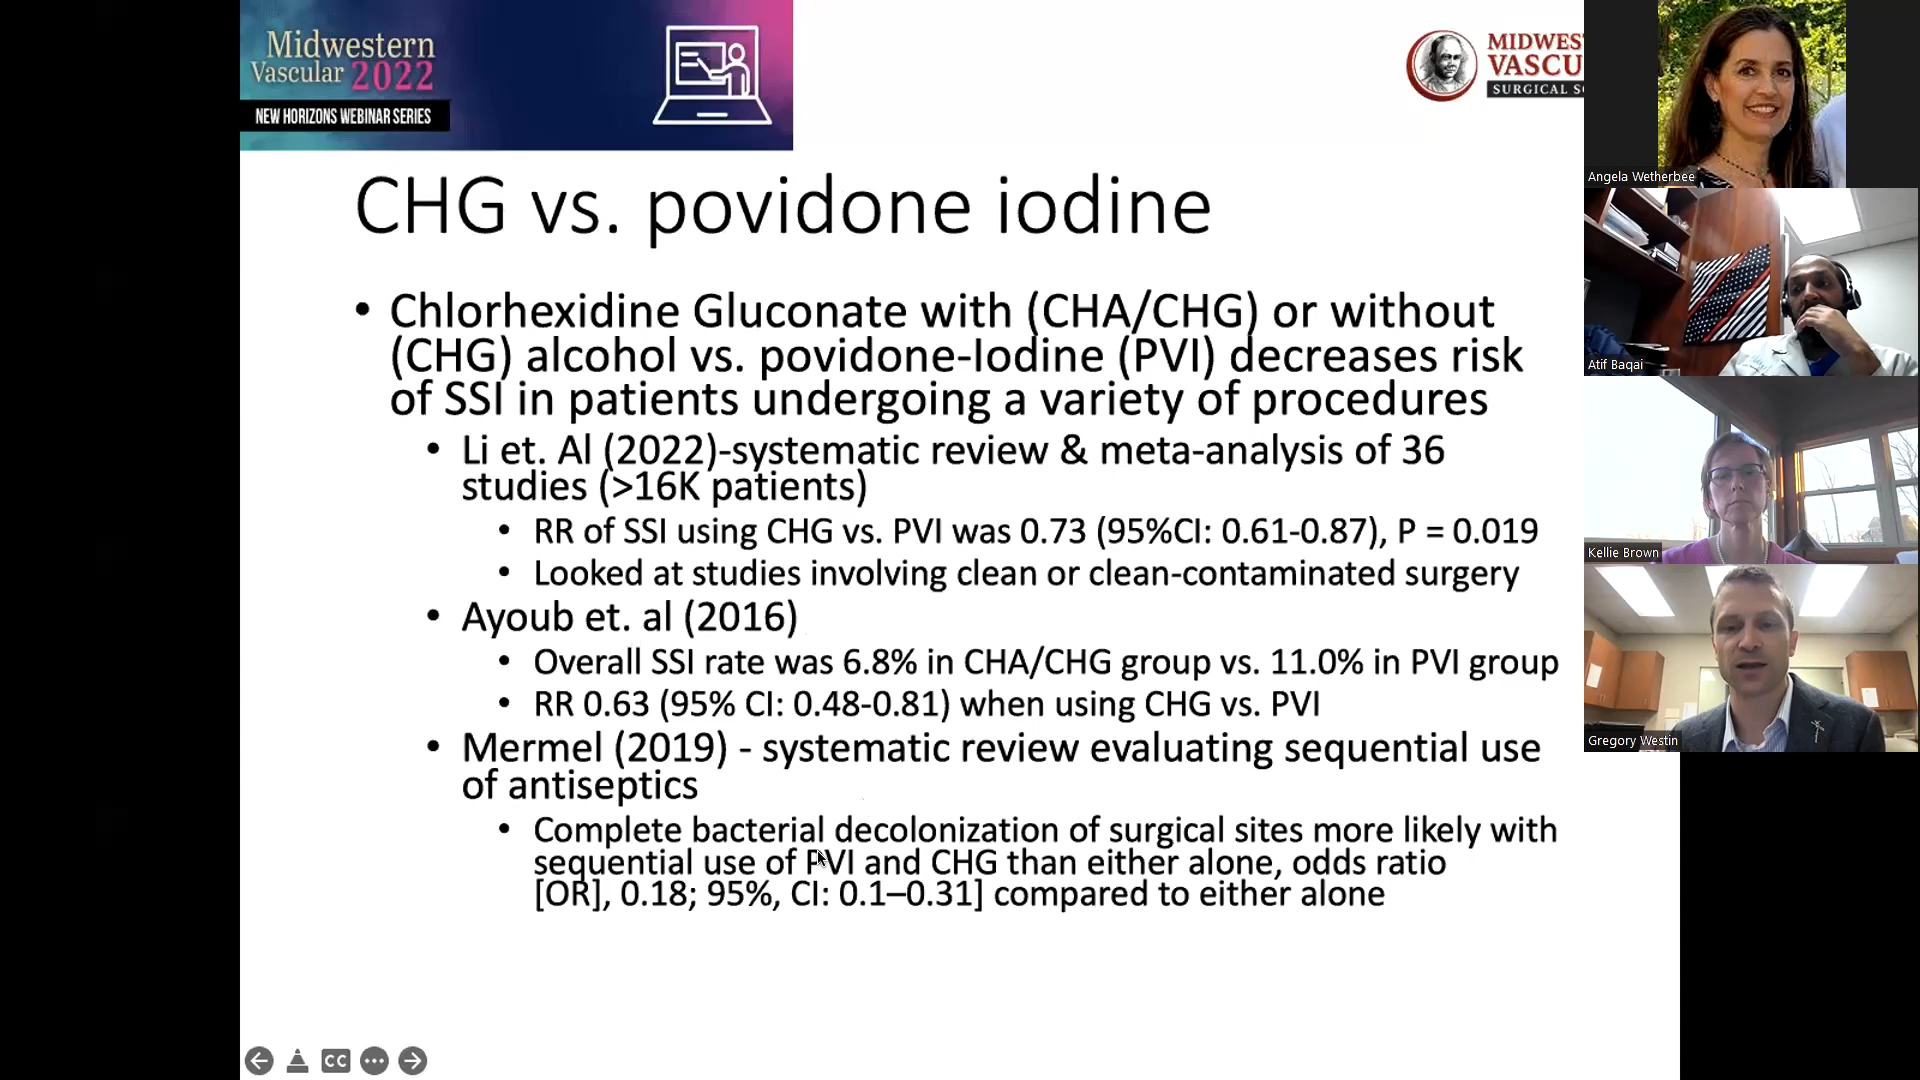 Midwestern
Vascular 2022
NEW HORIZONS WEBINAR SERIES
MIDWES
VASCU
SURGICAL S
CHG vs. povidone iodine
• Chlorhexidine Gluconate with (CHA/CHG) or without
(CHG) alcohol vs. povidone-Iodine (PVI) decreases risk
of SSI in patients undergoing a variety of procedures
• Li et. Al (2022)-systematic review & meta-analysis of 36
studies (>16K patients)
• RR of SSI using CHG vs. PVI was 0.73 (95%CI: 0.61-0.87), P = 0.019
• Looked at studies involving clean or clean-contaminated surgery
• Ayoub et. al (2016)
• Overall SSI rate was 6.8% in CHA/CHG group vs. 11.0% in PVI group
• RR 0.63 (95% CI: 0.48-0.81) when using CHG vs. PVI
• Mermel (2019) - systematic review evaluating sequential use
of antiseptics
• Complete bacterial decolonization of surgical sites more likely with
sequential use of PVI and CHG than either alone, odds ratio
[OR], 0.18; 95%, CI: 0.1–0.31] compared to either alone
CC
Angela Wetherbee
Atif Baqai
Kellie Brown
Gregory Westin